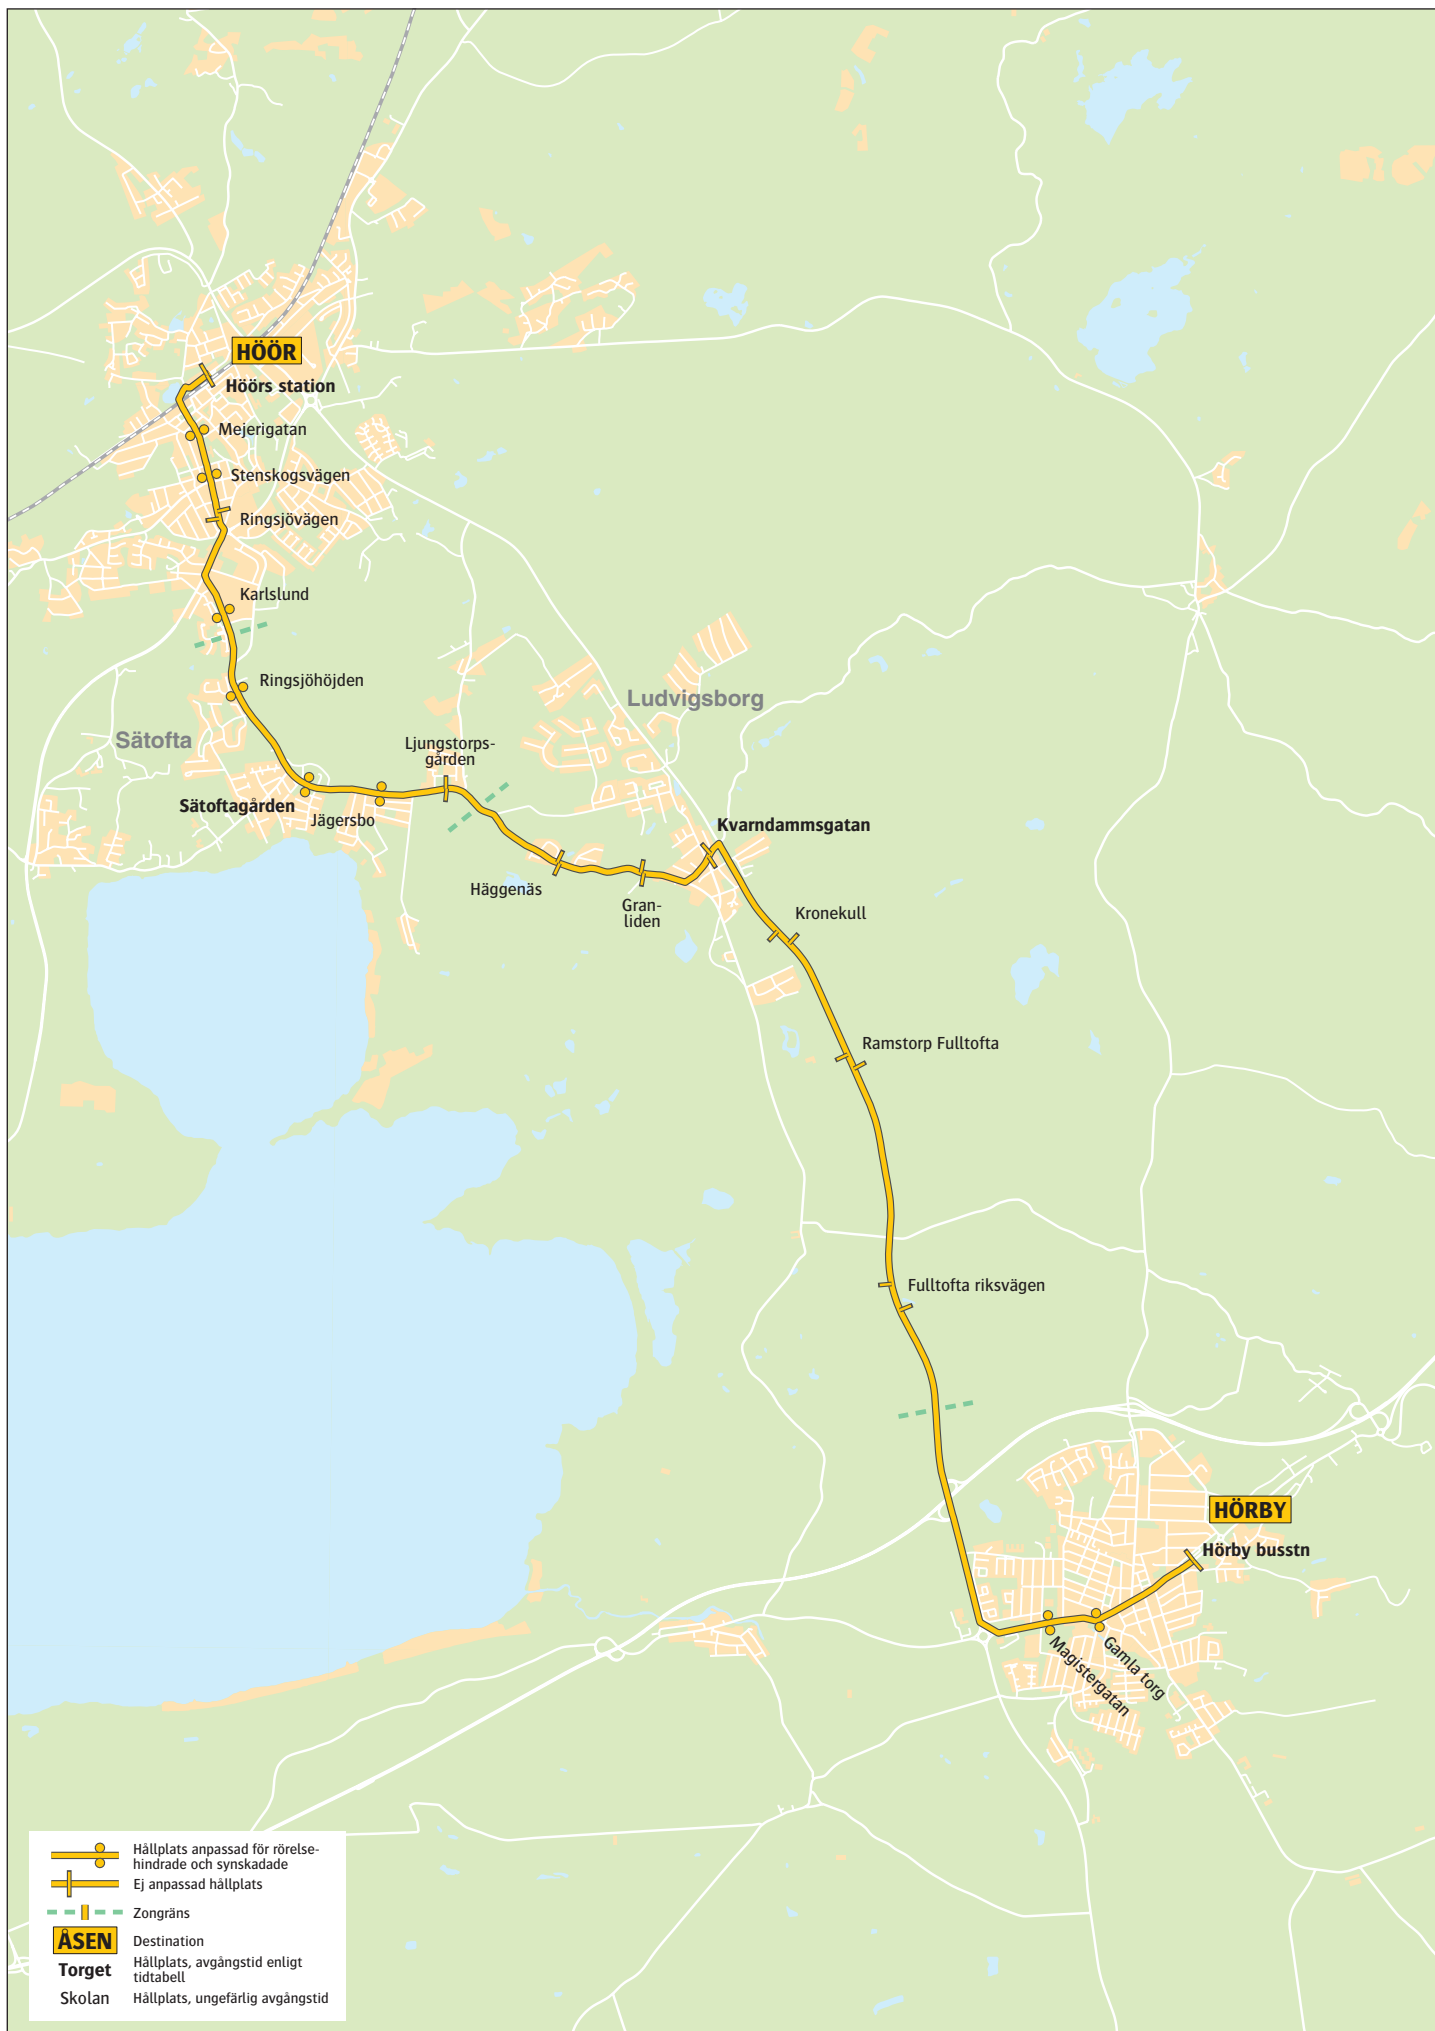 HÖÖR
Höörs station
Mejerigatan
Stenskogsvägen
Ringsjövägen
Karlslund
Ringsjöhöjden
Ludvigsborg
Sätofta
Ljungstorps-
gården
Sätoftagården
Jägersbo
Kvarndammsgatan
Häggenäs
Gran-
liden
Kronekull
Ramstorp Fulltofta
Fulltofta riksvägen
HÖRBY
Hörby busstn
Gamla torg
Magistergatan
Hållplats anpassad för rörelse-
hindrade och synskadade
Ej anpassad hållplats
Zongräns
ÅSEN Destination
Torget Hållplats, avgångstid enligt
tidtabell
Skolan Hållplats, ungefärlig avgångstid